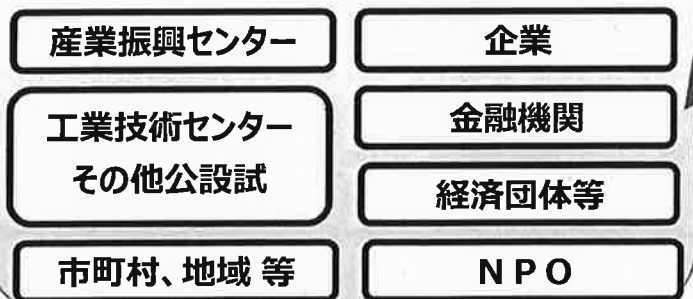 産業振興センター
工業技術センター
その他公設試
市町村、地域 等
企業
金融機関
経済団体等
NPO